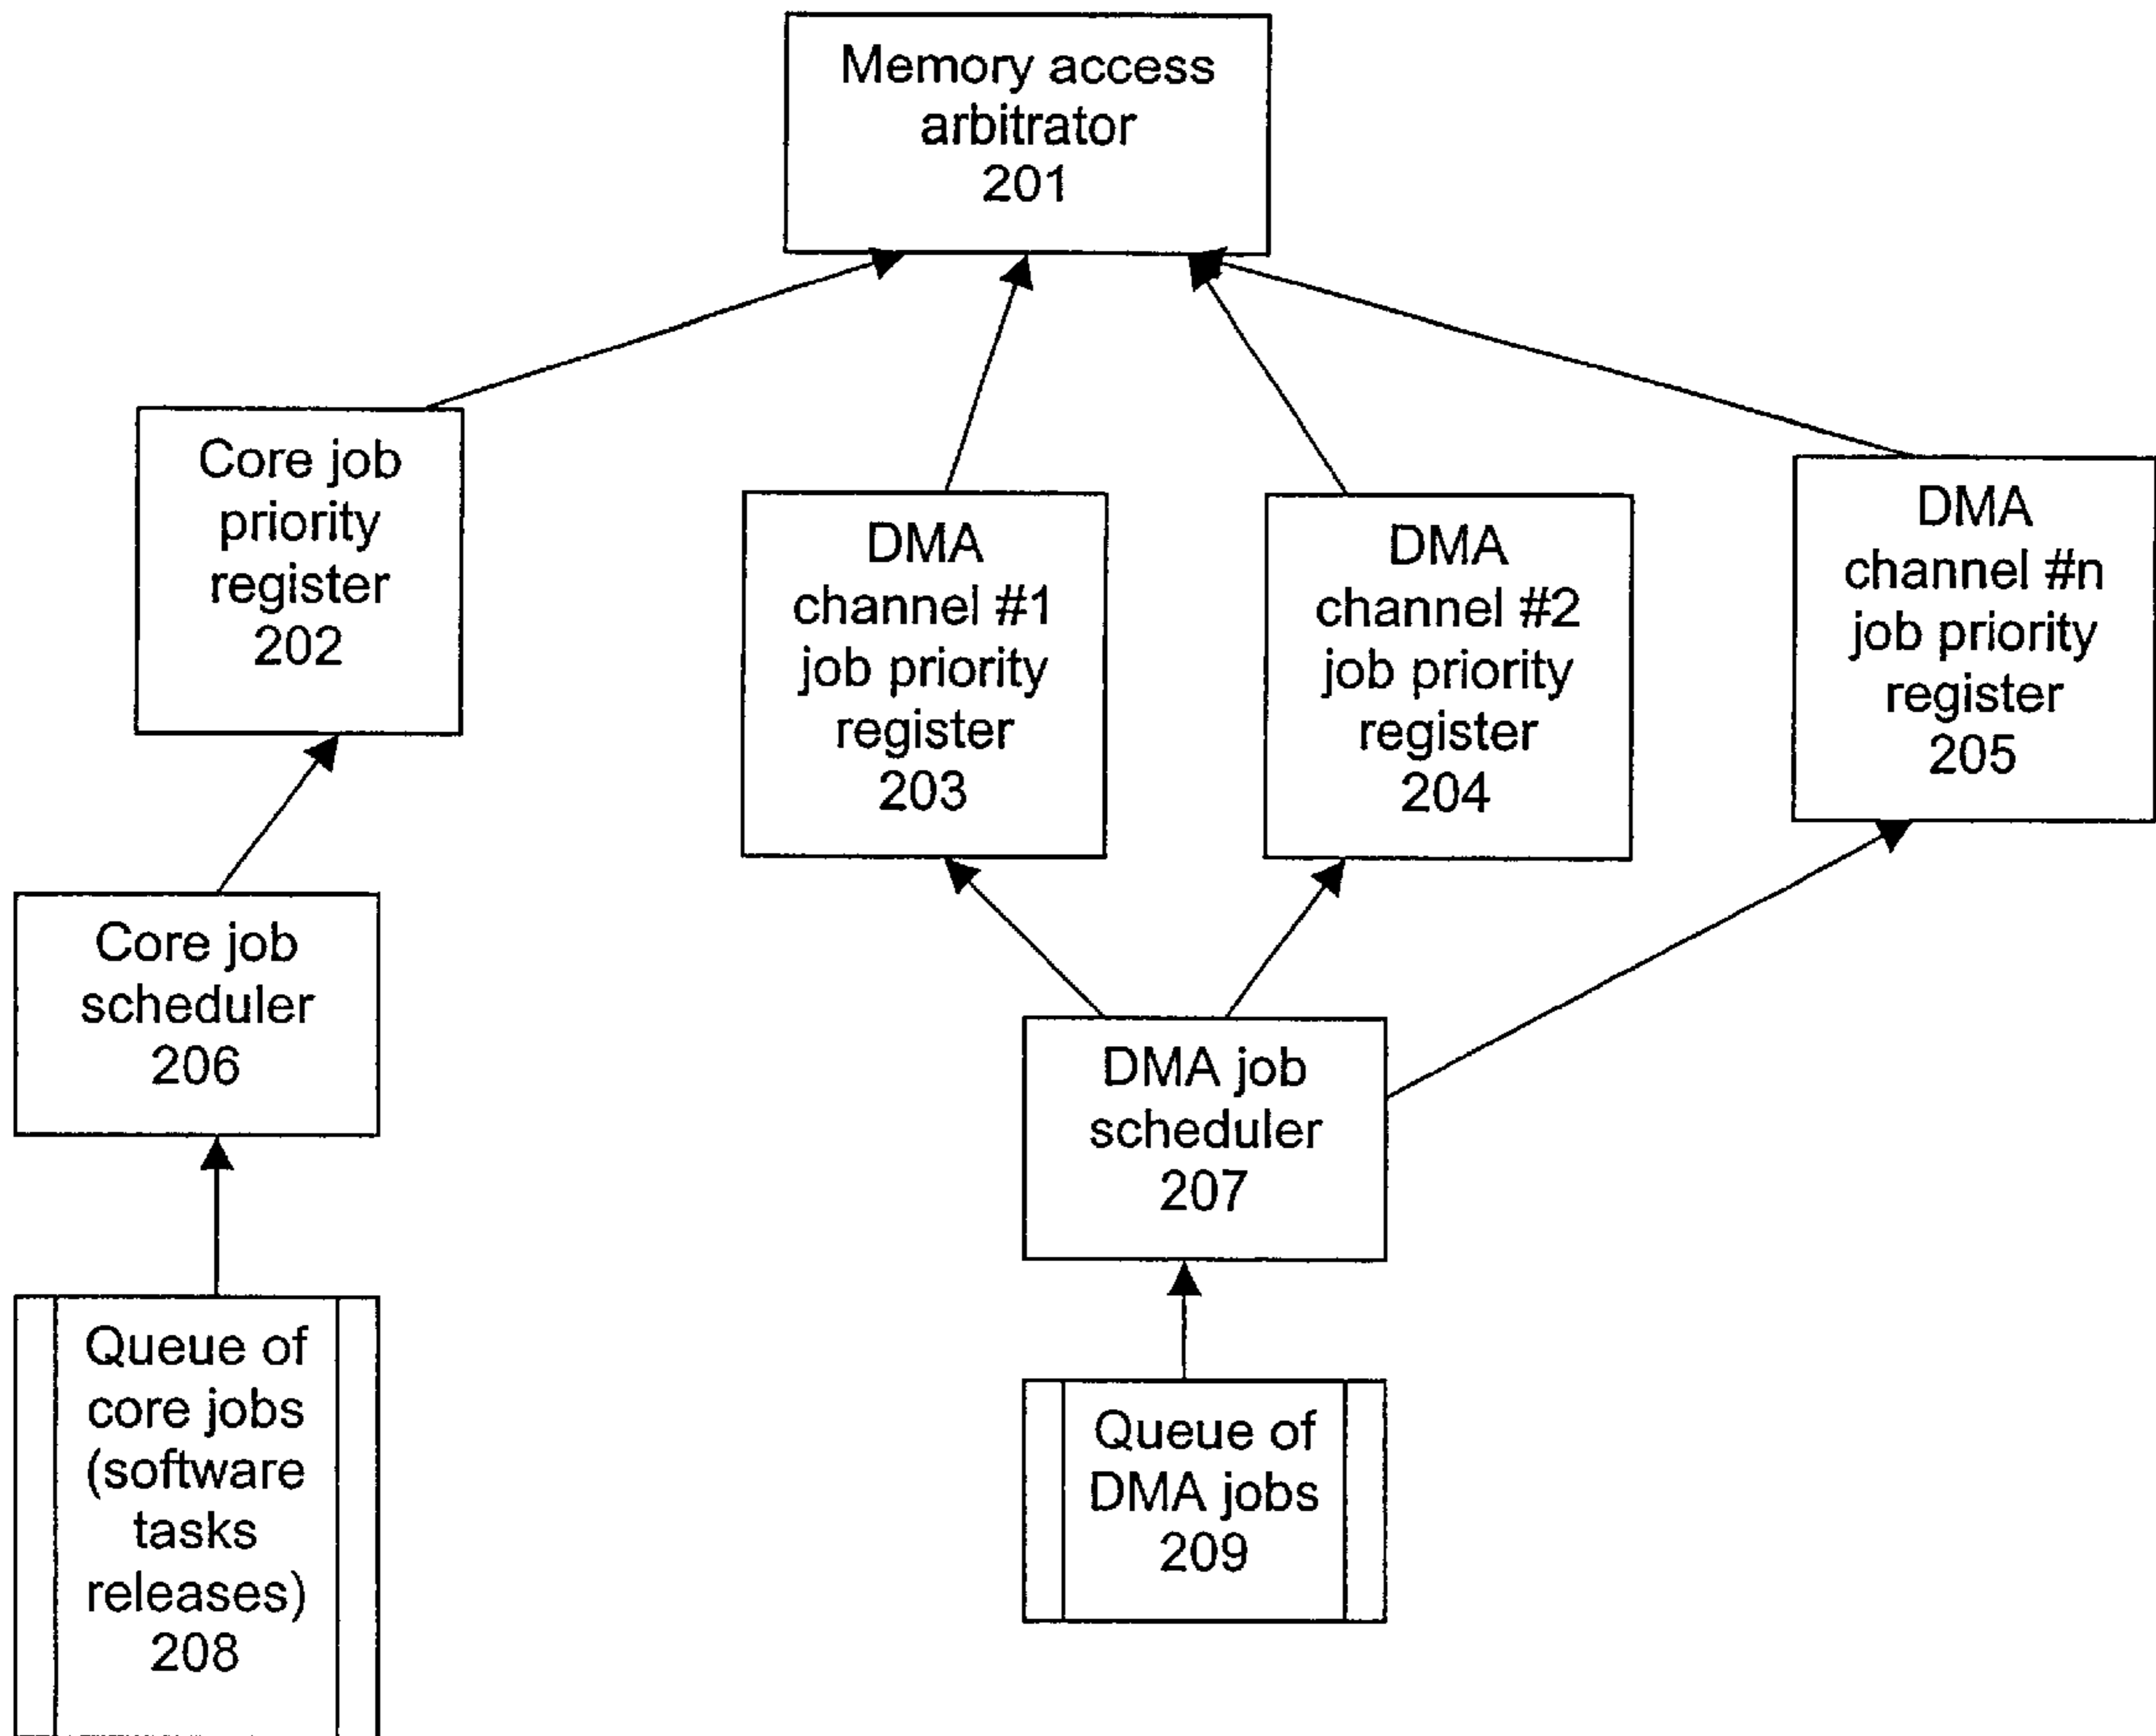 Memory access
arbitrator
201
Core job
priority
register
202
DMA
channel #1
job priority
register
203
DMA
channel #2
job priority
register
204
DMA
channel #n
job priority
register
205
Core job
scheduler
206
DMA job
scheduler
207
Queue of
core jobs
(software
tasks
releases)
208
Queue of
DMA jobs
209